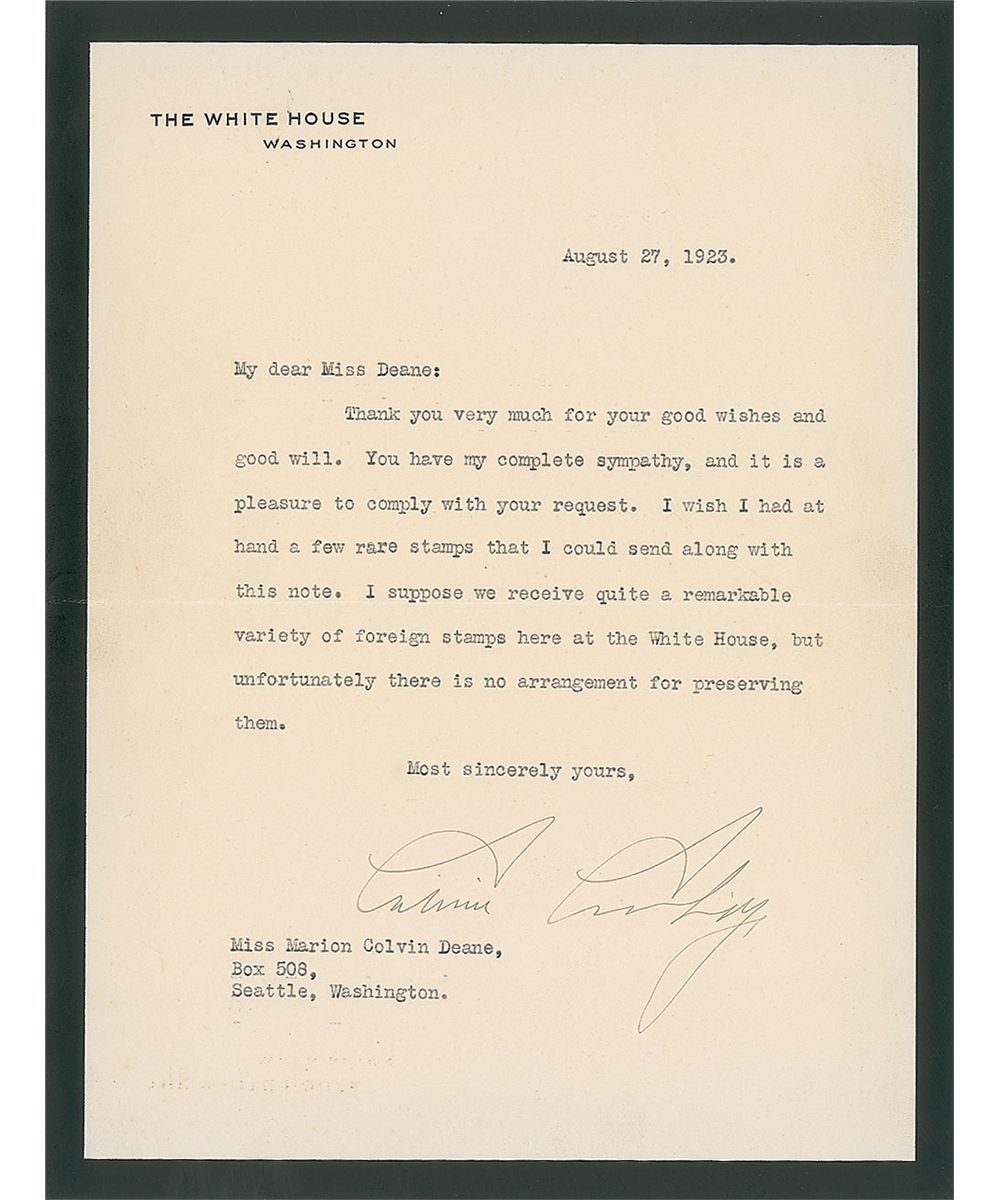 THE WHITE HOUSE
WASHINGTON
August 27, 1923.
My dear Miss Deane:
Thank you very much for your good wishes and
good will. You have my complete sympathy, and it is a
pleasure to comply with your request. I wish I had at
hand a few rare stamps that I could send along with
this note. I suppose we receive quite a remarkable
variety of foreign stamps here at the White House, but
unfortunately there is no arrangement for preserving
them.
Most sincerely yours,
Calvin Coolidge
Miss Marion Colvin Deane,
Box 508,
Seattle, Washington.